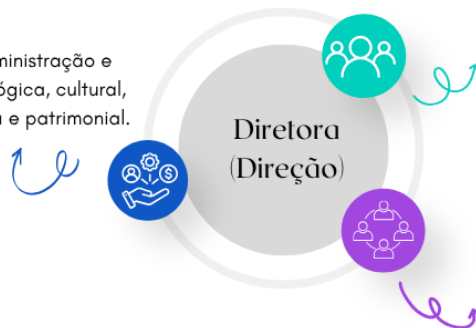 ministração e
ógica, cultural,
e patrimonial.
Diretora
(Direção)